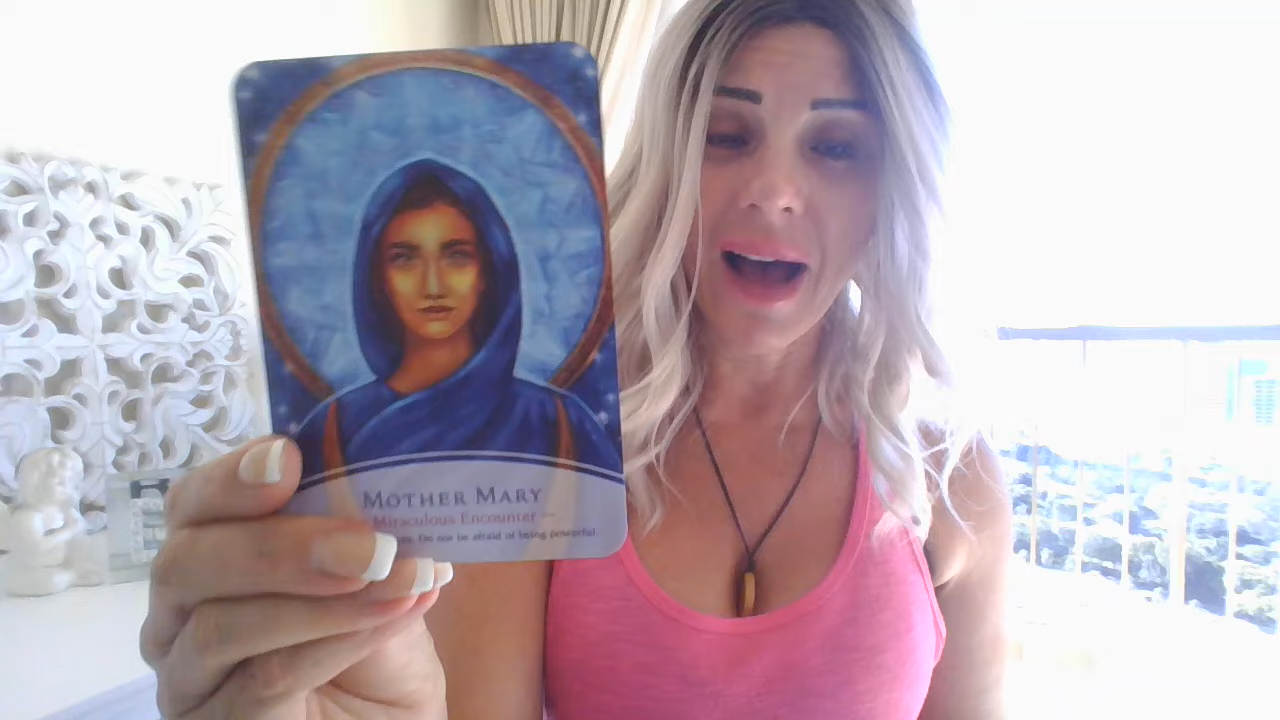 MOTHER MARY
Miraculous Encounter —
Do not be afraid of being powerful.